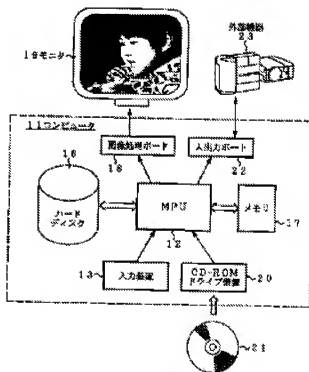 外部機器
23
19モニタ
11コンピュータ
画像処理ボード
18
入出力ポート
22
16
ハード
ディスク
MPU
12
メモリ
17
13
入力装置
CD-ROM
ドライブ装置
20
21